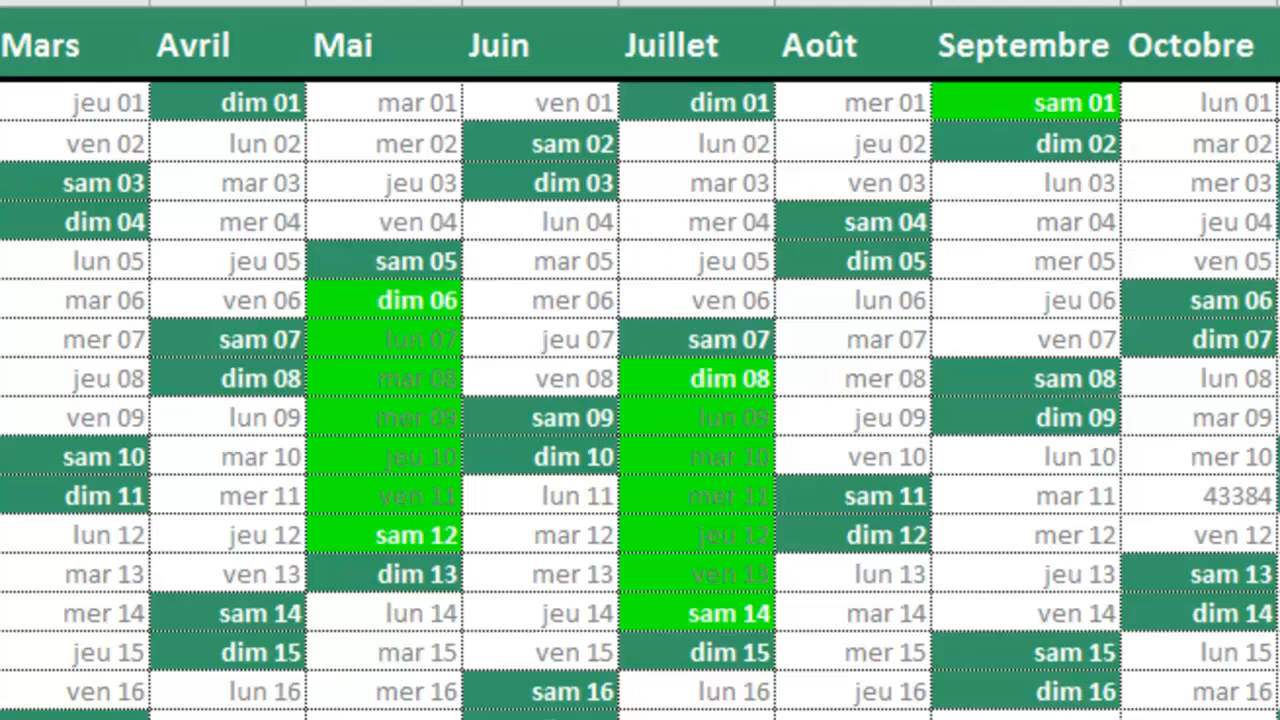 Mars Avril Mai Juin Juillet Août Septembre Octobre
jeu 01 dim 01 mar 01 ven 01 dim 01 mer 01 sam 01 lun 01
ven 02 lun 02 mer 02 sam 02 lun 02 jeu 02 dim 02 mar 02
sam 03 mar 03 jeu 03 dim 03 mar 03 ven 03 lun 03 mer 03
dim 04 mer 04 ven 04 lun 04 mer 04 sam 04 mar 04 jeu 04
lun 05 jeu 05 sam 05 mar 05 jeu 05 dim 05 mer 05 ven 05
mar 06 ven 06 dim 06 mer 06 ven 06 lun 06 jeu 06 sam 06
mer 07 sam 07 lun 07 jeu 07 sam 07 mar 07 ven 07 dim 07
jeu 08 dim 08 mar 08 ven 08 dim 08 mer 08 sam 08 lun 08
ven 09 lun 09 mer 09 sam 09 lun 09 jeu 09 dim 09 mar 09
sam 10 mar 10 jeu 10 dim 10 mar 10 ven 10 lun 10 mer 10
dim 11 mer 11 ven 11 lun 11 mer 11 sam 11 mar 11 43384
lun 12 jeu 12 sam 12 mar 12 jeu 12 dim 12 mer 12 ven 12
mar 13 ven 13 dim 13 mer 13 ven 13 lun 13 jeu 13 sam 13
mer 14 sam 14 lun 14 jeu 14 sam 14 mar 14 ven 14 dim 14
jeu 15 dim 15 mar 15 ven 15 dim 15 mer 15 sam 15 lun 15
ven 16 lun 16 mer 16 sam 16 lun 16 jeu 16 dim 16 mar 16